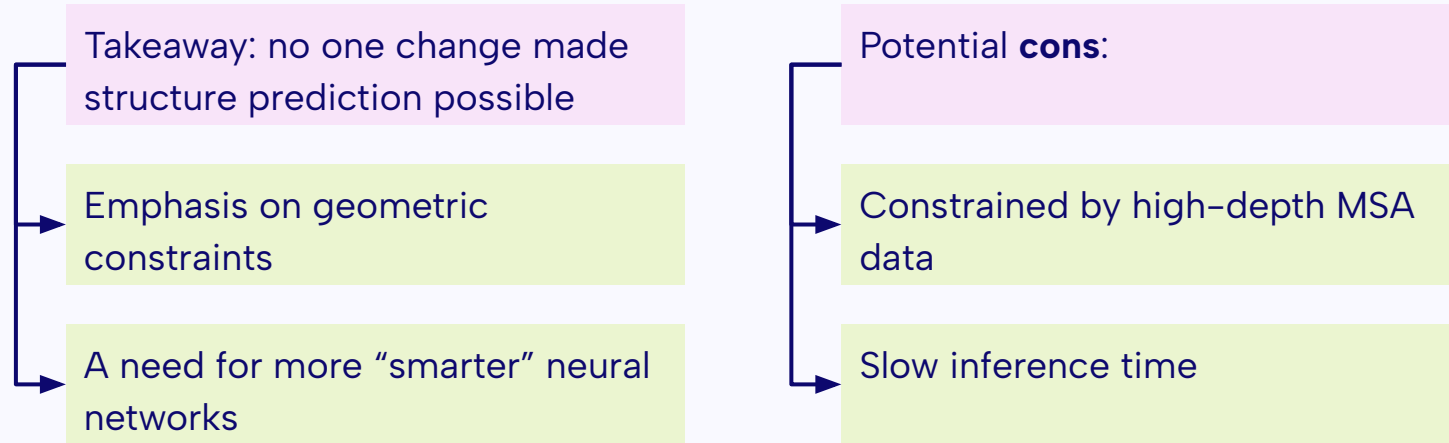 Takeaway: no one change made
structure prediction possible
Emphasis on geometric
constraints
A need for more “smarter” neural
networks
Potential cons:
Constrained by high-depth MSA
data
Slow inference time